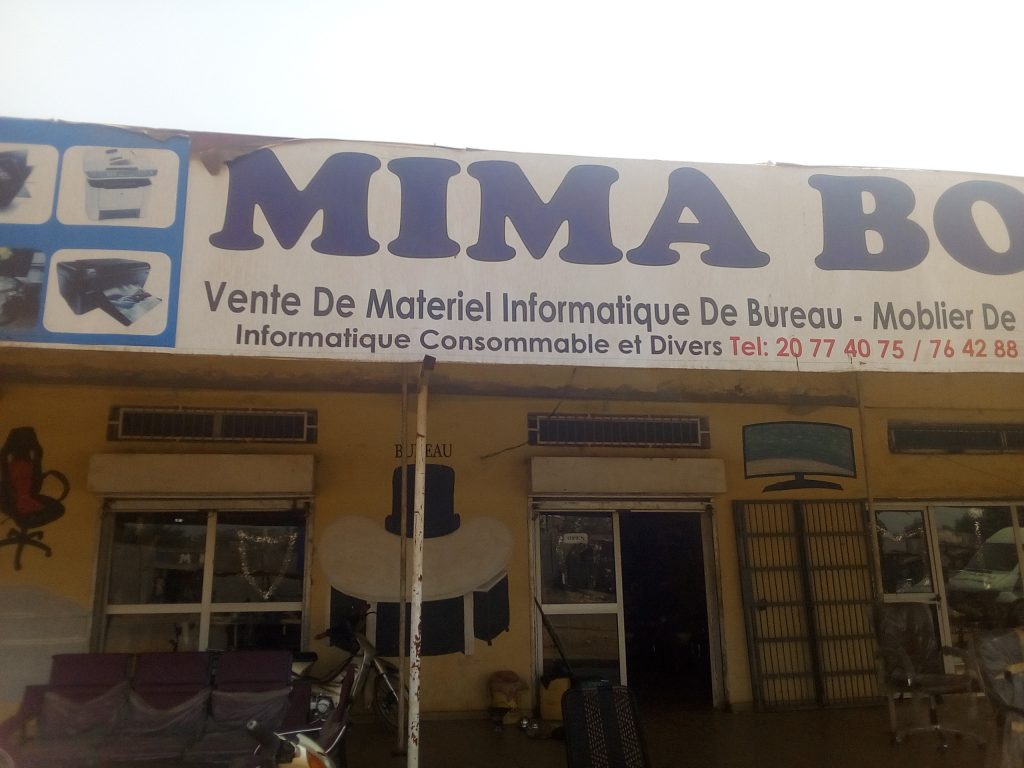 MIMA BO
Vente De Materiel Informatique De Bureau - Moblier De
Informatique Consommable et Divers Tel: 20 77 40 75 / 76 42 88
BUREAU
OPEN